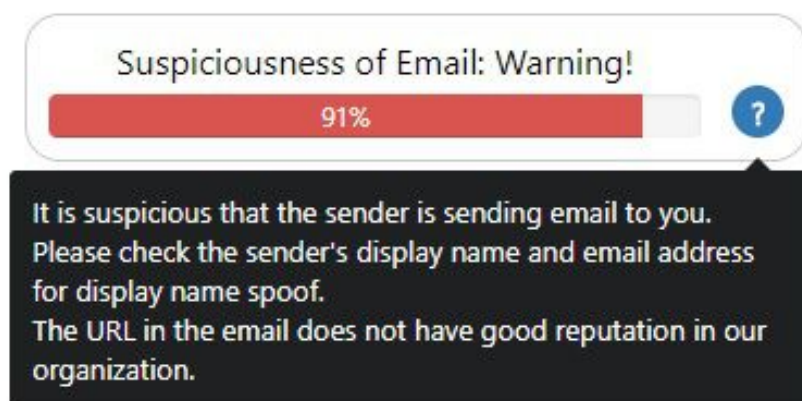 Suspiciousness of Email: Warning!
91%
?
It is suspicious that the sender is sending email to you.
Please check the sender's display name and email address
for display name spoof.
The URL in the email does not have good reputation in our
organization.